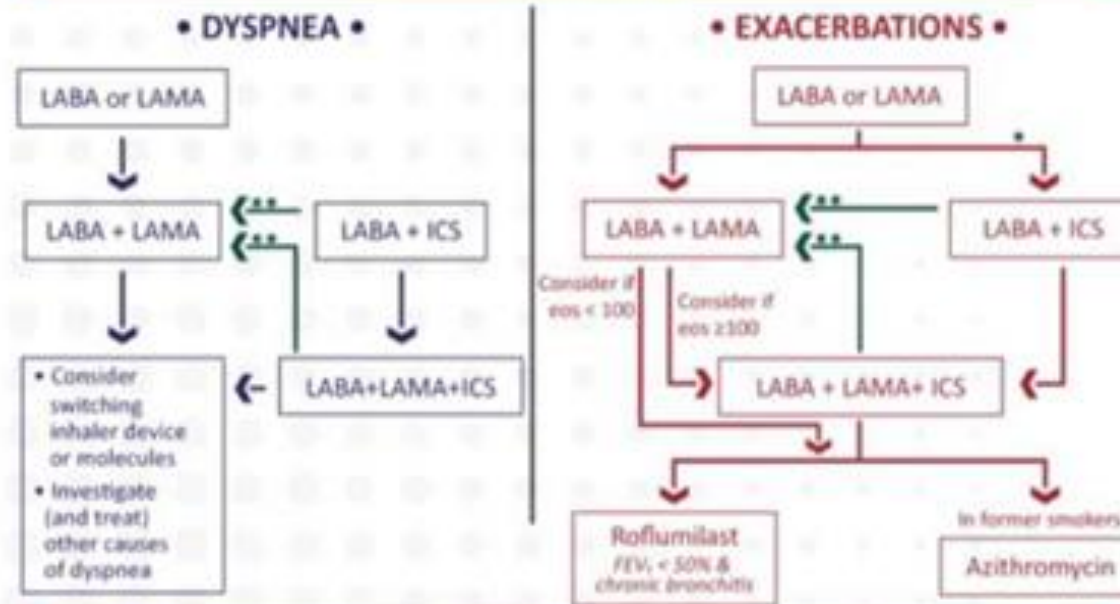 • DYSPNEA •
LABA or LAMA
LABA + LAMA
LABA + ICS
• Consider
switching
inhaler device
or molecules
• Investigate
(and treat)
other causes
of dyspnea
LABA+LAMA+ICS
• EXACERBATIONS •
LABA or LAMA
*
LABA + LAMA
**
**
LABA + ICS
Consider if
eos < 100
Consider if
eos ≥100
LABA + LAMA+ ICS
Roflumilast
FEV₁ < 50% &
chronic bronchitis
In former smokers
Azithromycin